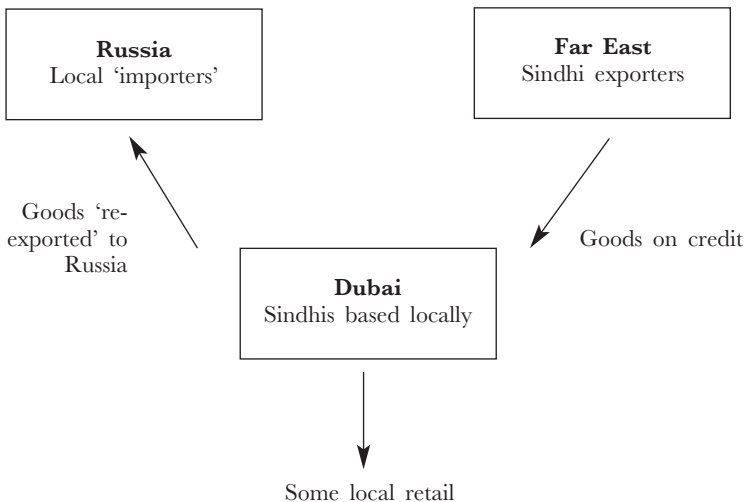 Russia
Local ‘importers’
Far East
Sindhi exporters
Goods ‘re-
exported’ to
Russia
Goods on credit
Dubai
Sindhis based locally
Some local retail